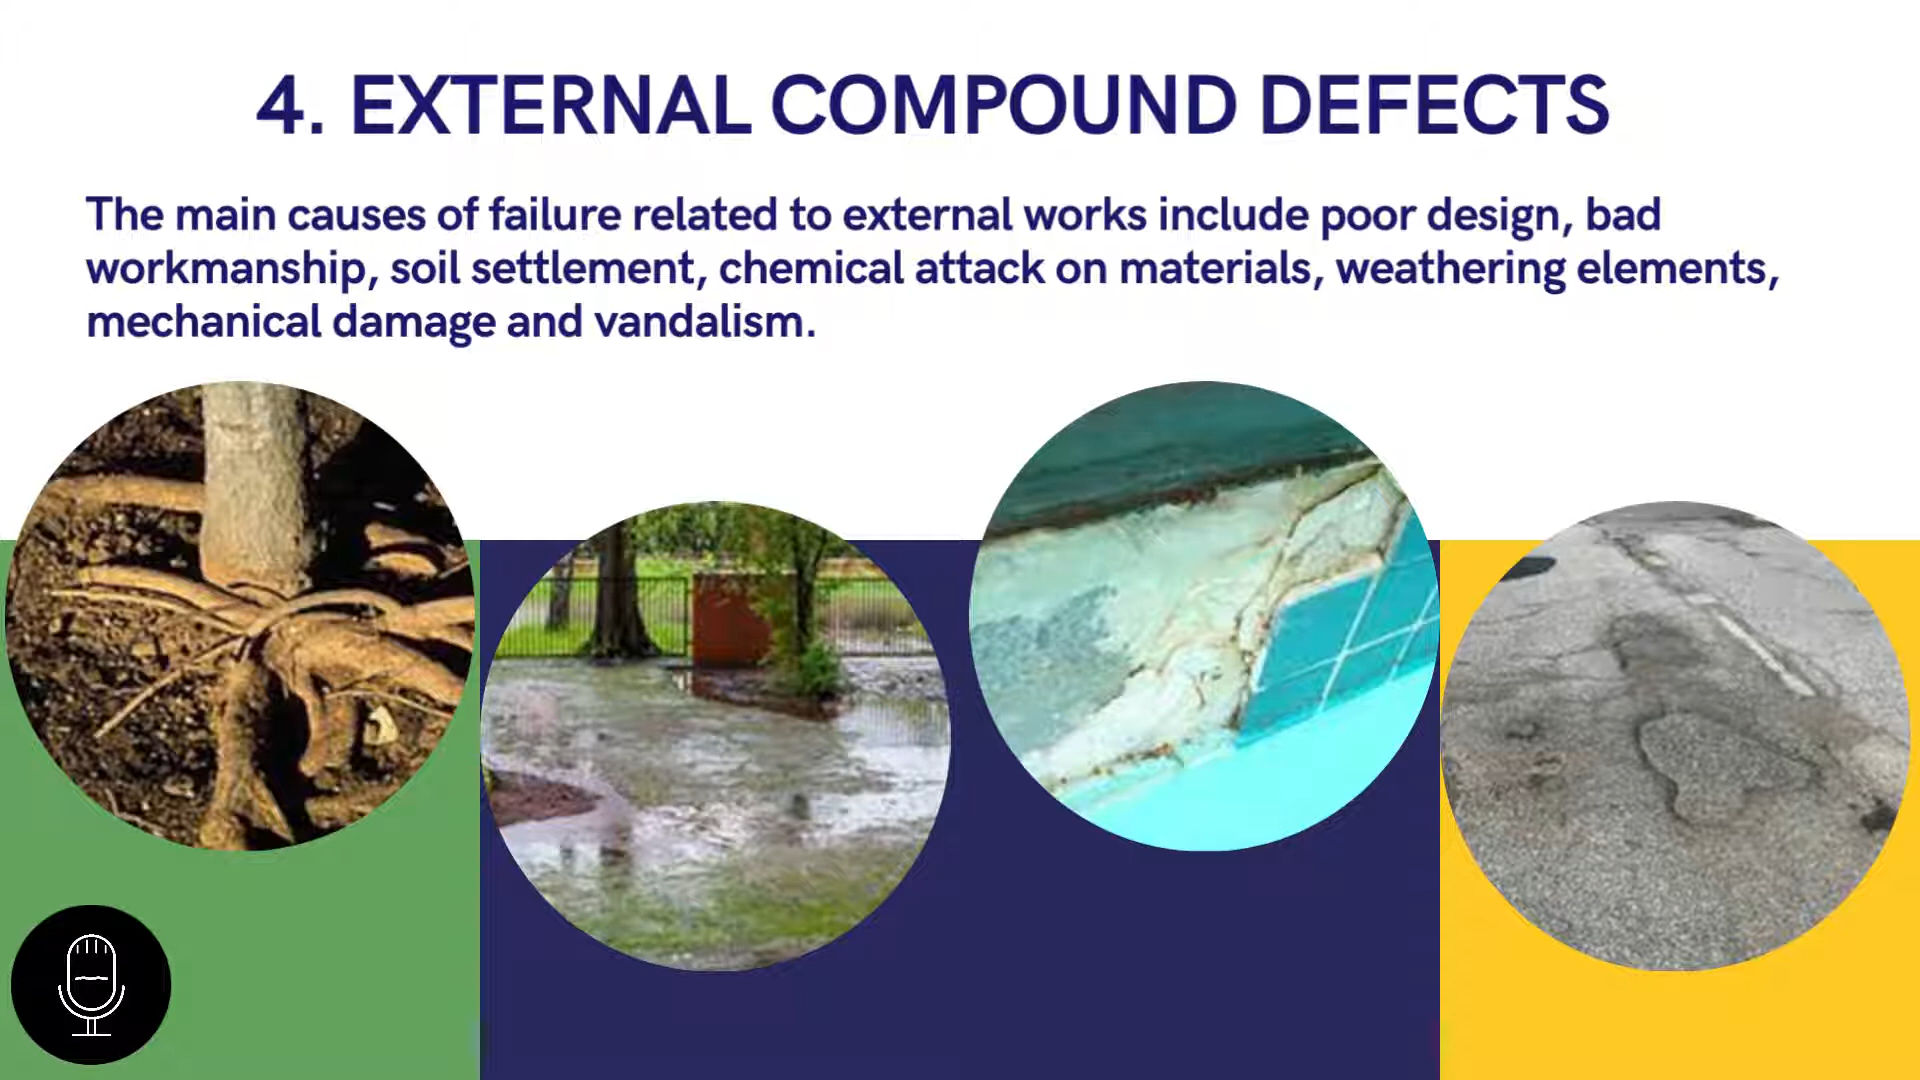 4. EXTERNAL COMPOUND DEFECTS
The main causes of failure related to external works include poor design, bad
workmanship, soil settlement, chemical attack on materials, weathering elements,
mechanical damage and vandalism.